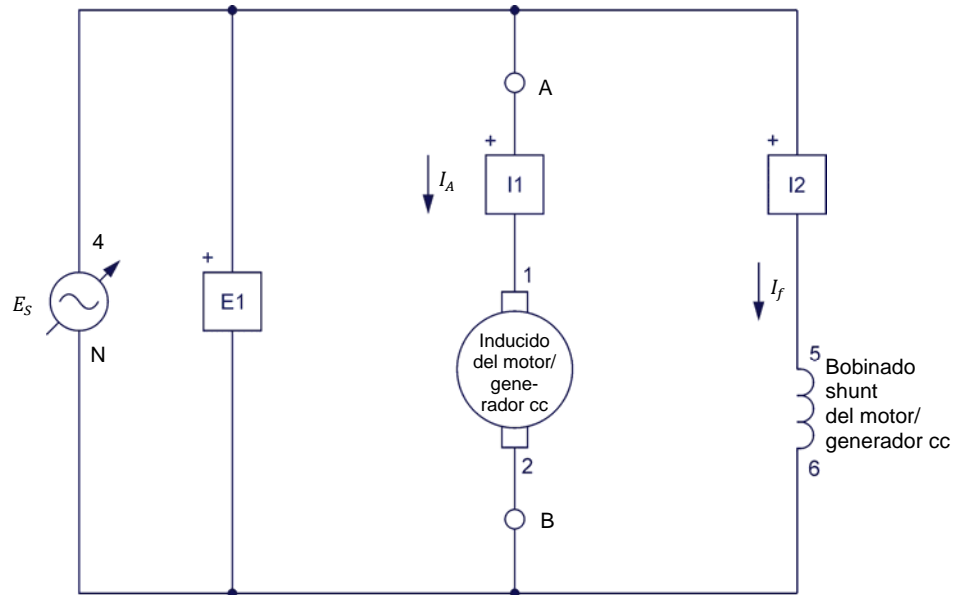 A
+
+
I1
I2
I_A
4
1
+
E_S
E1
I_f
N
Inducido
del motor/
gene-
rador cc
5
Bobinado
shunt
del motor/
generador cc
2
6
B